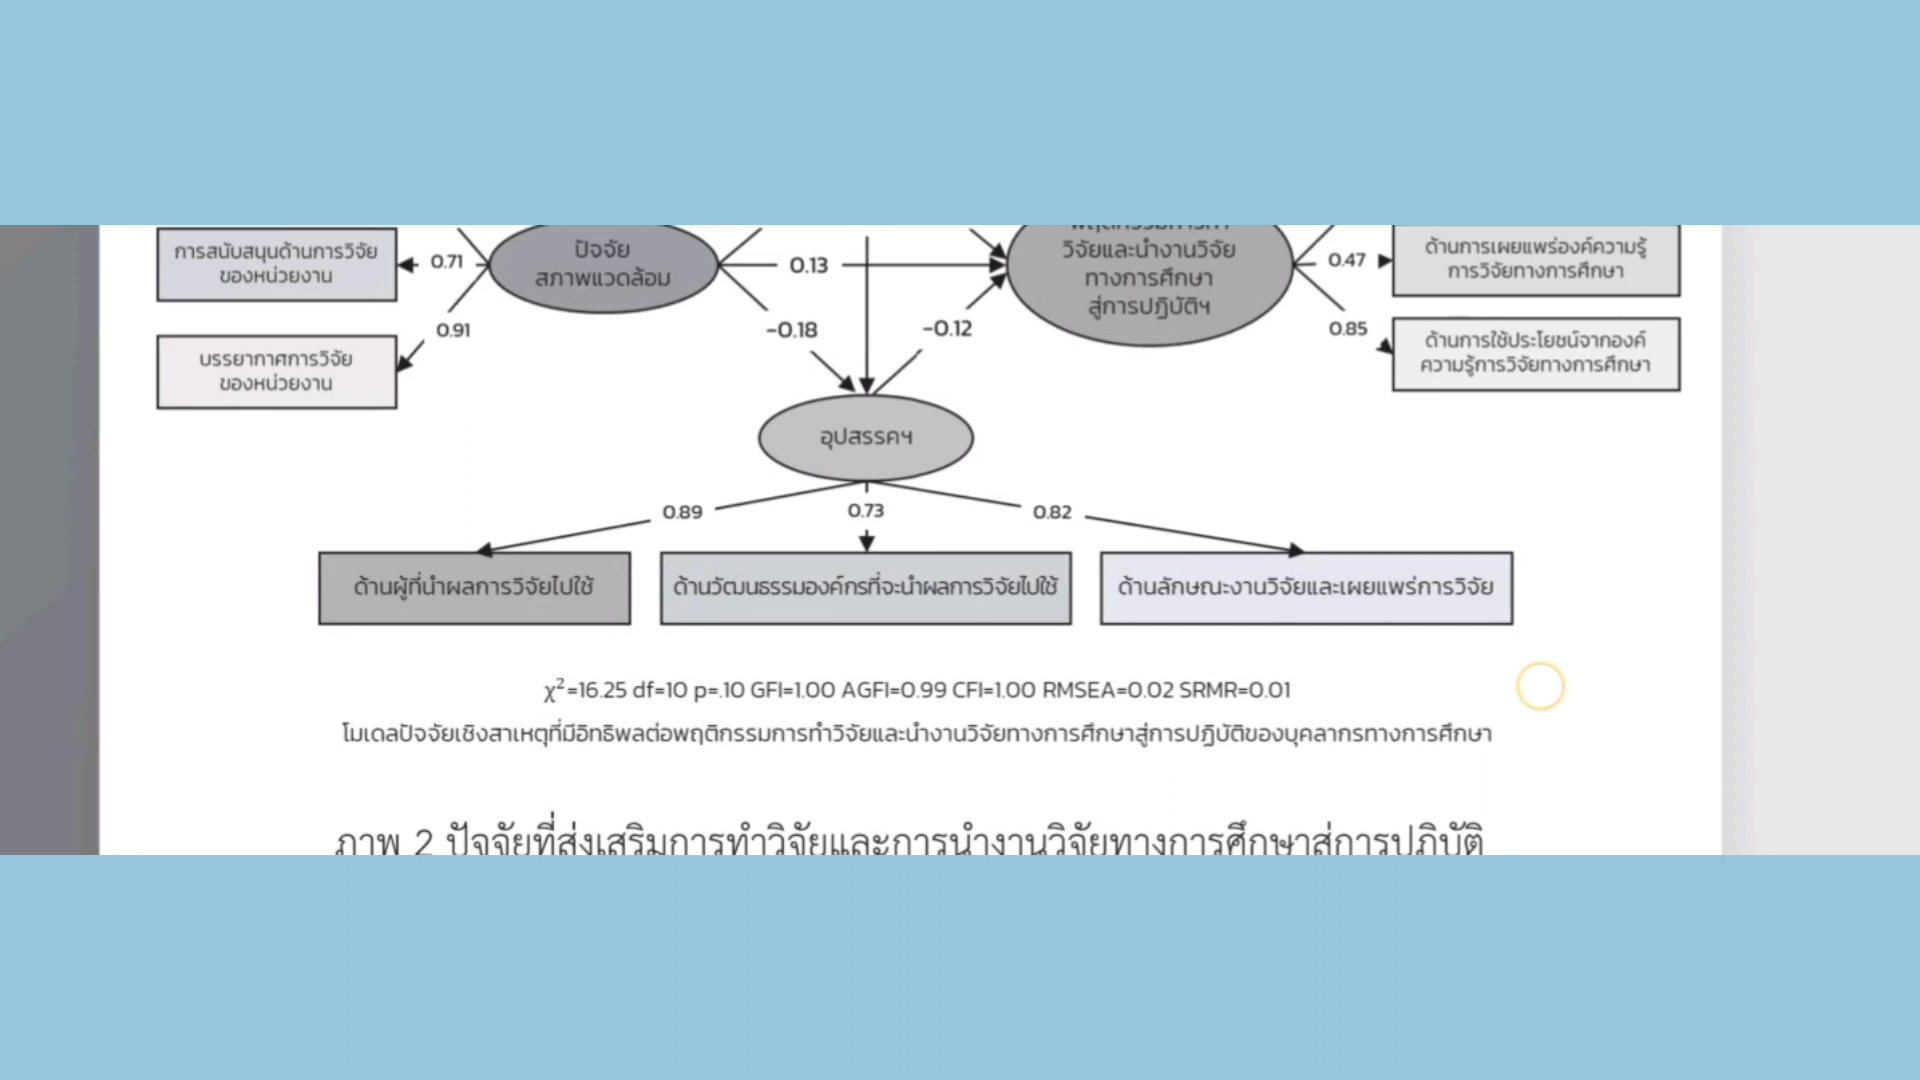 การสนับสนุนด้านการวิจัย
ของหน่วยงาน
0.71
ปัจจัย
สภาพแวดล้อม
0.13
วิจัยและนำงานวิจัย
ทางการศึกษา
สู่การปฏิบัติฯ
0.47
ด้านการเผยแพร่องค์ความรู้
การวิจัยทางการศึกษา
0.91
-0.18
-0.12
0.85
บรรยากาศการวิจัย
ของหน่วยงาน
ด้านการใช้ประโยชน์จากองค์
ความรู้การวิจัยทางการศึกษา
อุปสรรคฯ
0.89
0.73
0.82
ด้านผู้ที่นำผลการวิจัยไปใช้
ด้านวัฒนธรรมองค์กรที่จะนำผลการวิจัยไปใช้
ด้านลักษณะงานวิจัยและเผยแพร่การวิจัย
χ²=16.25 df=10 p=.10 GFI=1.00 AGFI=0.99 CFI=1.00 RMSEA=0.02 SRMR=0.01
โมเดลปัจจัยเชิงสาเหตุที่มีอิทธิพลต่อพฤติกรรมการทำวิจัยและนำงานวิจัยทางการศึกษาสู่การปฏิบัติของบุคลากรทางการศึกษา
ภาพ 2 ปัจจัยที่ส่งเสริมการทำวิจัยและการนำงานวิจัยทางการศึกษาสู่การปฏิบัติ